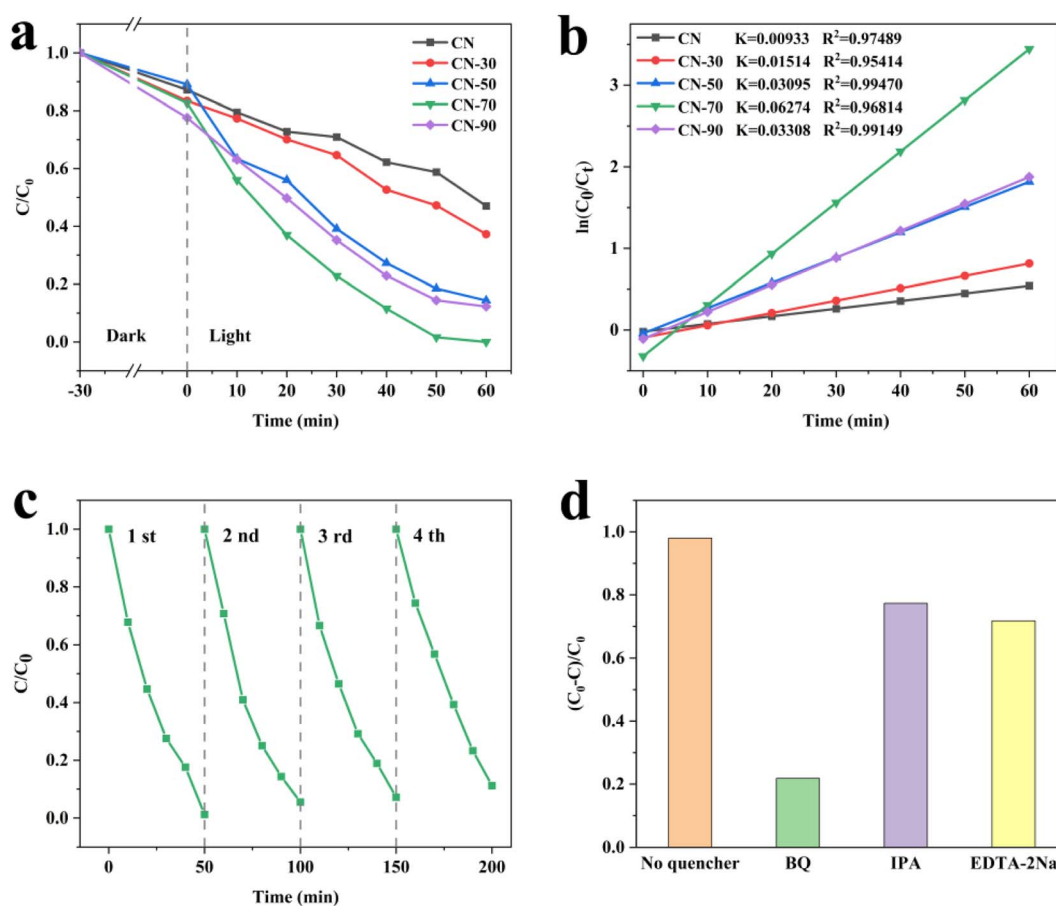 a
C/C0
1.0
0.8
0.6
0.4
0.2
0.0
CN
CN-30
CN-50
CN-70
CN-90
Dark
Light
-30
0
10
20
30
40
50
60
Time (min)
b
ln(C0/Ct)
3
2
1
0
CN K=0.00933 R²=0.97489
CN-30 K=0.01514 R²=0.95414
CN-50 K=0.03095 R²=0.99470
CN-70 K=0.06274 R²=0.96814
CN-90 K=0.03308 R²=0.99149
0
10
20
30
40
50
60
Time (min)
c
C/C0
1.0
0.8
0.6
0.4
0.2
0.0
1 st
2 nd
3 rd
4 th
0
50
100
150
200
Time (min)
d
(C0-C)/C0
1.0
0.8
0.6
0.4
0.2
0.0
No quencher
BQ
IPA
EDTA-2Na